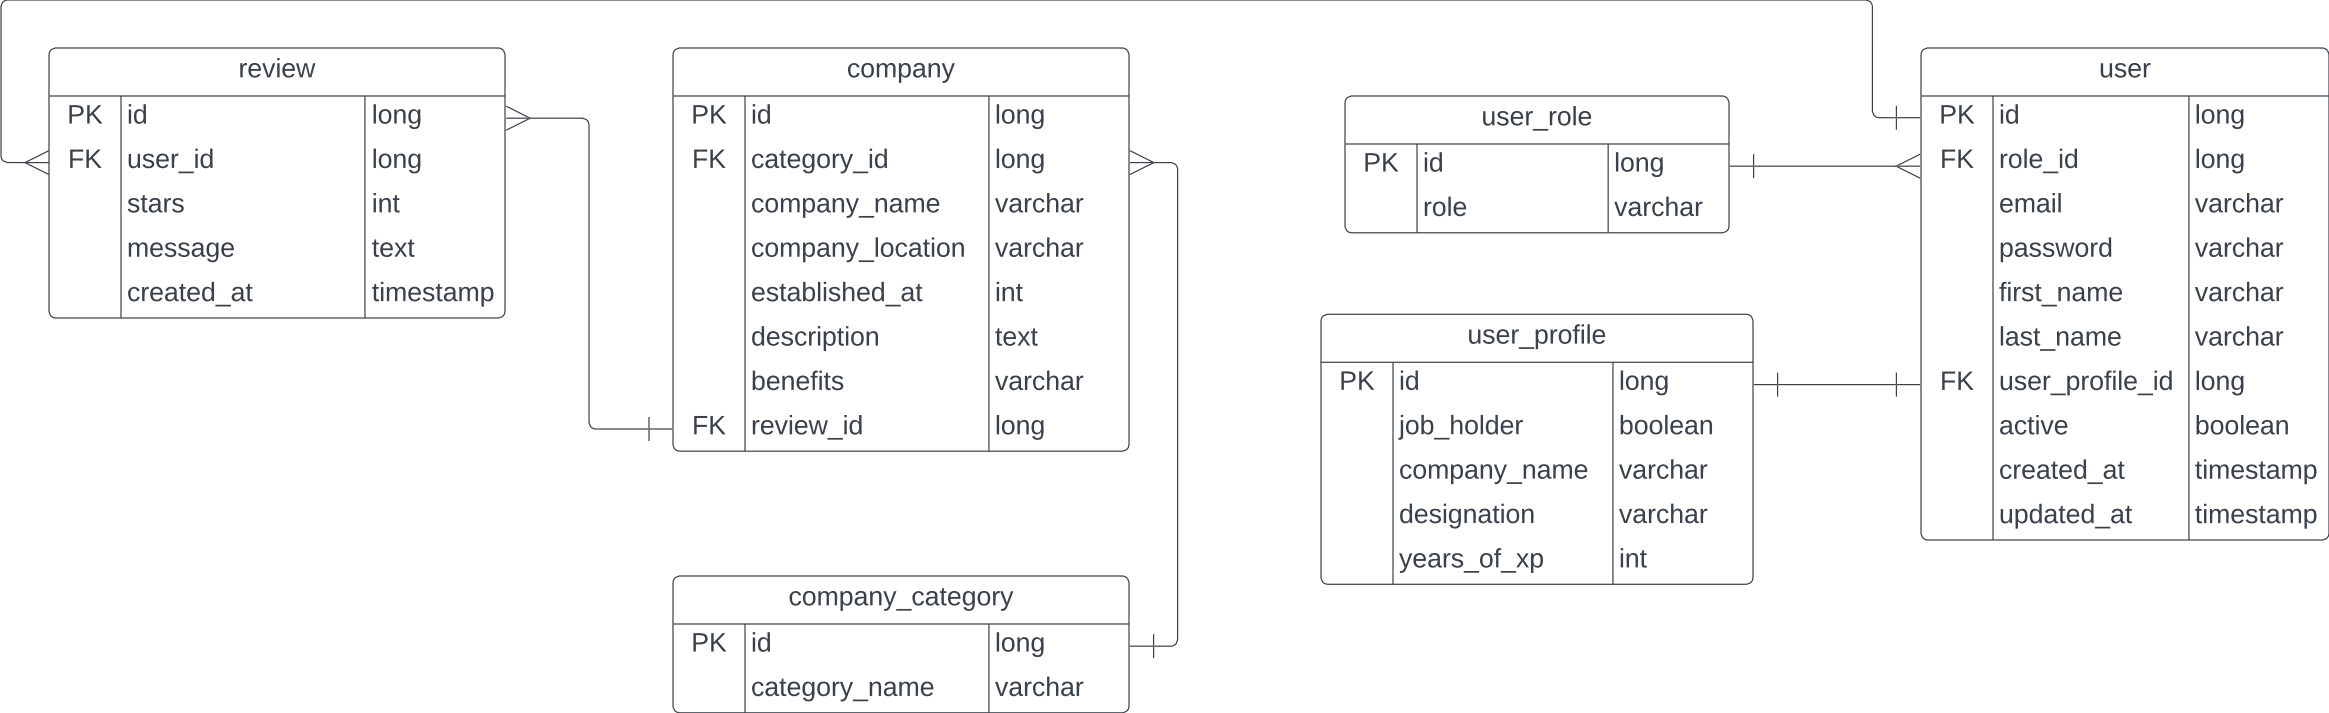 review
PK id long
FK user_id long
stars int
message text
created_at timestamp
company
PK id long
FK category_id long
company_name varchar
company_location varchar
established_at int
description text
benefits varchar
FK review_id long
company_category
PK id long
category_name varchar
user_role
PK id long
role varchar
user_profile
PK id long
job_holder boolean
company_name varchar
designation varchar
years_of_xp int
user
PK id long
FK role_id long
email varchar
password varchar
first_name varchar
last_name varchar
FK user_profile_id long
active boolean
created_at timestamp
updated_at timestamp